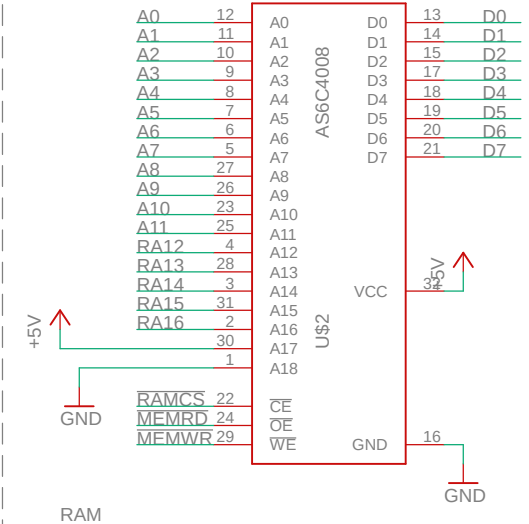 A0 12 A0 D0 13 D0
A1 11 A1 D1 14 D1
A2 10 A2 D2 15 D2
A3 9 A3 D3 17 D3
A4 8 A4 D4 18 D4
A5 7 A5 D5 19 D5
A6 6 A6 D6 20 D6
A7 5 A7 D7 21 D7
A8 27 A8
A9 26 A9
A10 23 A10
A11 25 A11
RA12 4 A12
RA13 28 A13
RA14 3 A14 VCC 32
RA15 31 A15
RA16 2 A16
30 A17
1 A18
AS6C4008
U$2
+5V
+5V
GND
RAMCS 22 CE
MEMRD 24 OE
MEMWR 29 WE GND 16
GND
RAM